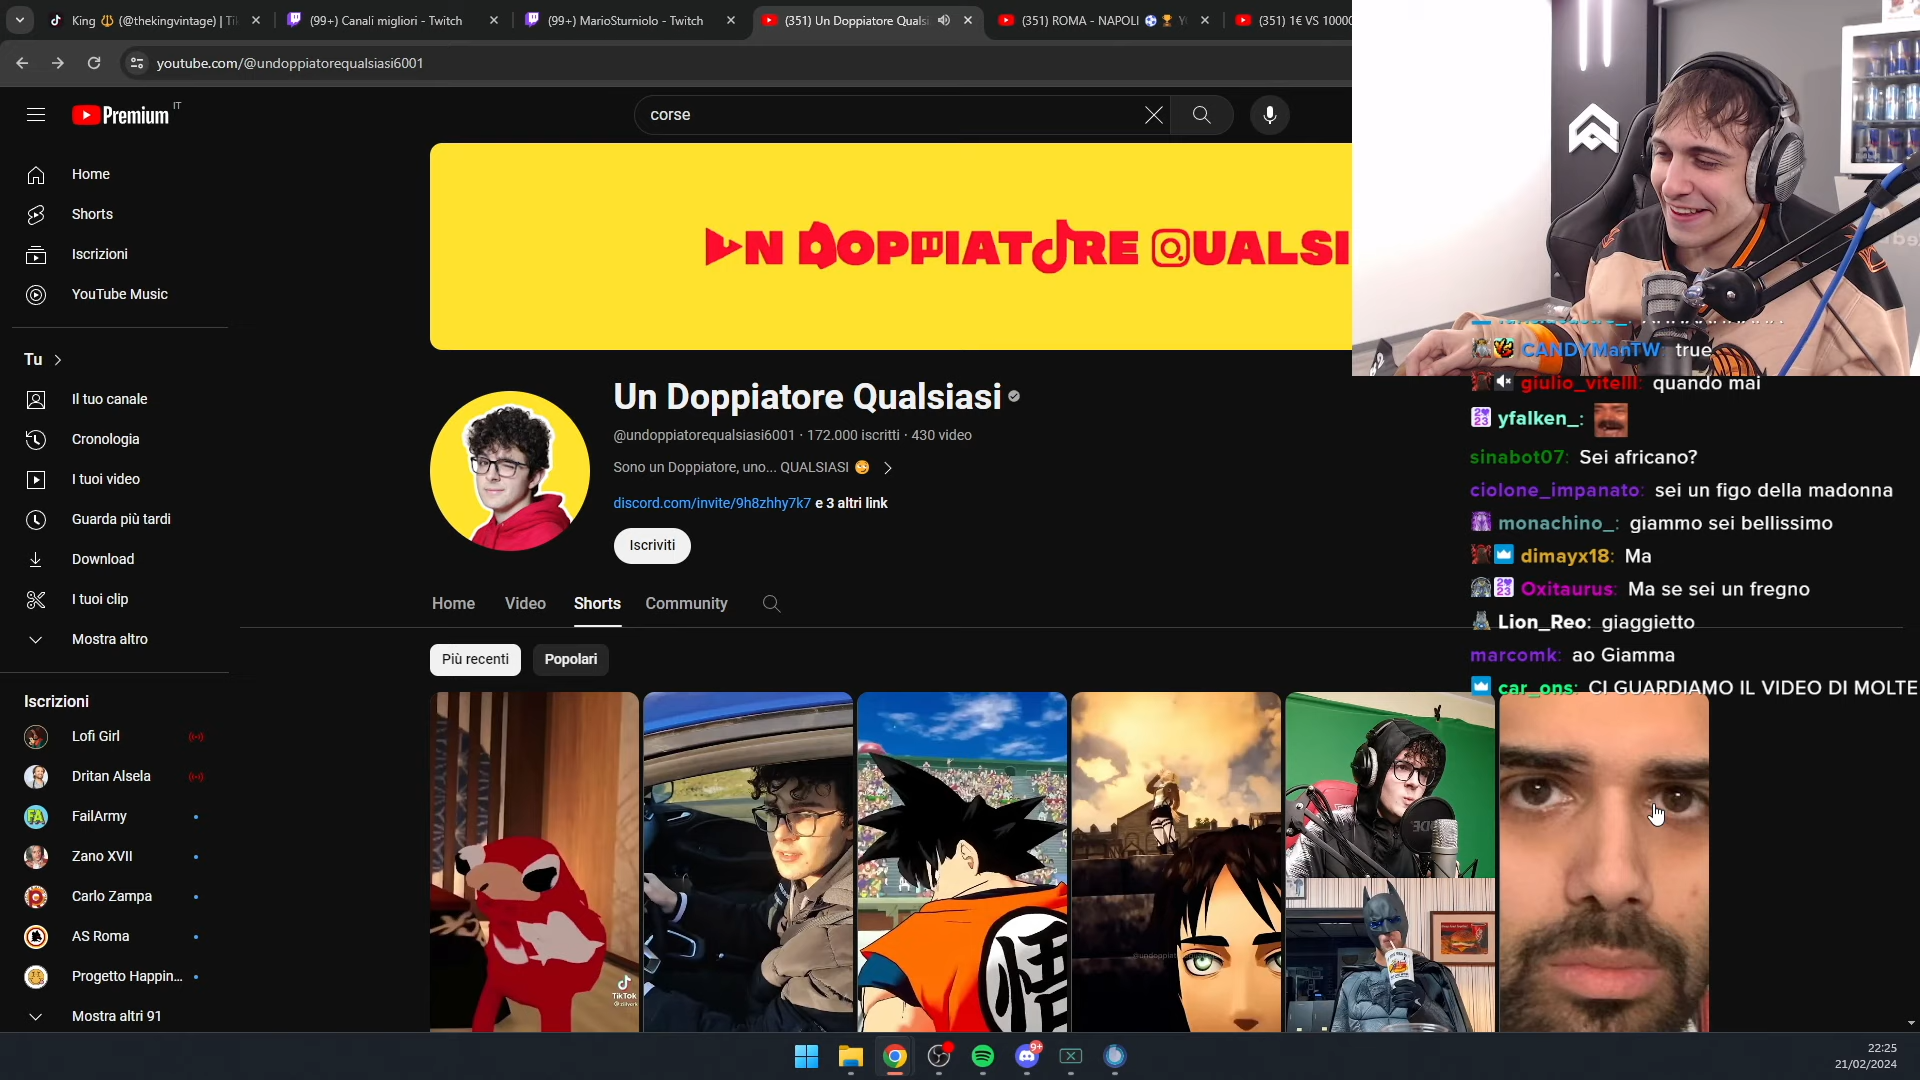 King 🔱 (@thekingvintage) | Ti
(99+) Canali migliori - Twitch
(99+) MarioSturniolo - Twitch
(351) Un Doppiatore Quals
(351) ROMA - NAPOLI ⚽🏆
(351) 1€ VS 1000
youtube.com/@undoppiatorequalsiasi6001
Premium IT
corse
UN DOPPIATORE QUALSI
Home
Shorts
Iscrizioni
YouTube Music
Tu
Il tuo canale
Cronologia
I tuoi video
Guarda più tardi
Download
I tuoi clip
Mostra altro
Iscrizioni
Lofi Girl
Dritan Alsela
FailArmy
Zano XVII
Carlo Zampa
AS Roma
Progetto Happin...
Mostra altri 91
Un Doppiatore Qualsiasi
@undoppiatorequalsiasi6001 · 172.000 iscritti · 430 video
Sono un Doppiatore, uno... QUALSIASI 😳
discord.com/invite/9h8zhhy7k7 e 3 altri link
Iscriviti
Home Video Shorts Community
Più recenti Popolari
CANDYManTW true
giulio_vitelll: quando mai
yfalken_:
sinabot07: Sei africano?
ciolone_impanato: sei un figo della madonna
monachino_: giammo sei bellissimo
dimayx18: Ma
Oxitaurus: Ma se sei un fregno
Lion_Reo: giaggietto
marcomk: ao Giamma
car_ons: CI GUARDIAMO IL VIDEO DI MOLTE
悟
TikTok
9+
22:25
21/02/2024